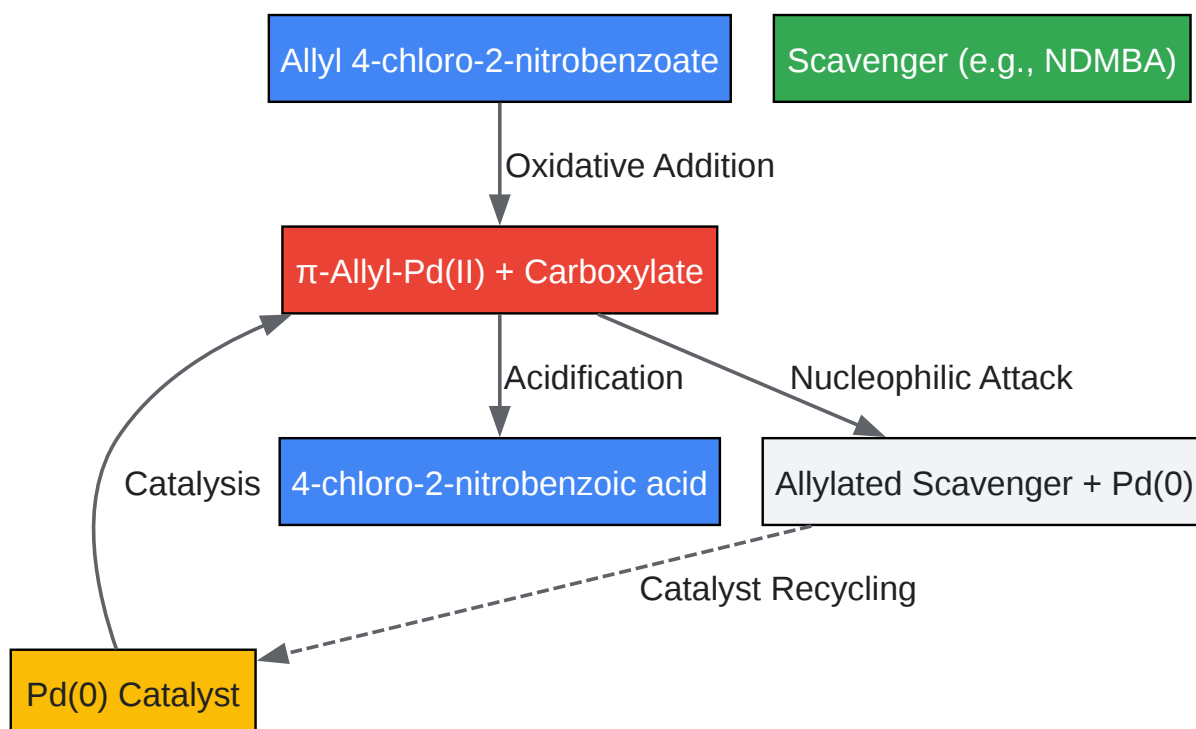 Allyl 4-chloro-2-nitrobenzoate
Scavenger (e.g., NDMBA)
Oxidative Addition
π-Allyl-Pd(II) + Carboxylate
Acidification
Nucleophilic Attack
Catalysis
4-chloro-2-nitrobenzoic acid
Allylated Scavenger + Pd(0)
Catalyst Recycling
Pd(0) Catalyst